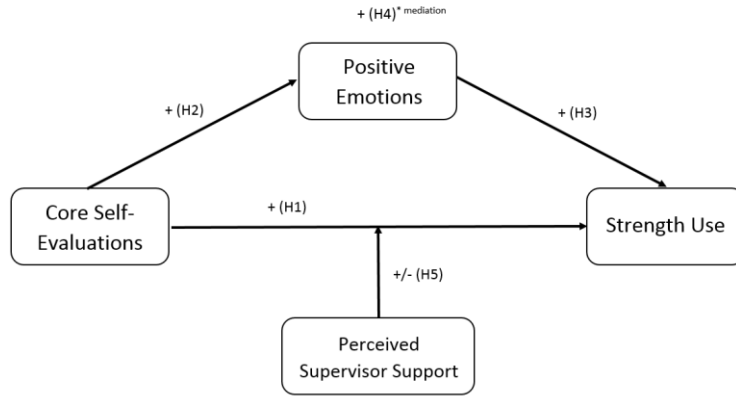 + (H4)* mediation
Positive
Emotions
+ (H2)
+ (H3)
Core Self-
Evaluations
+ (H1)
Strength Use
+/- (H5)
Perceived
Supervisor Support